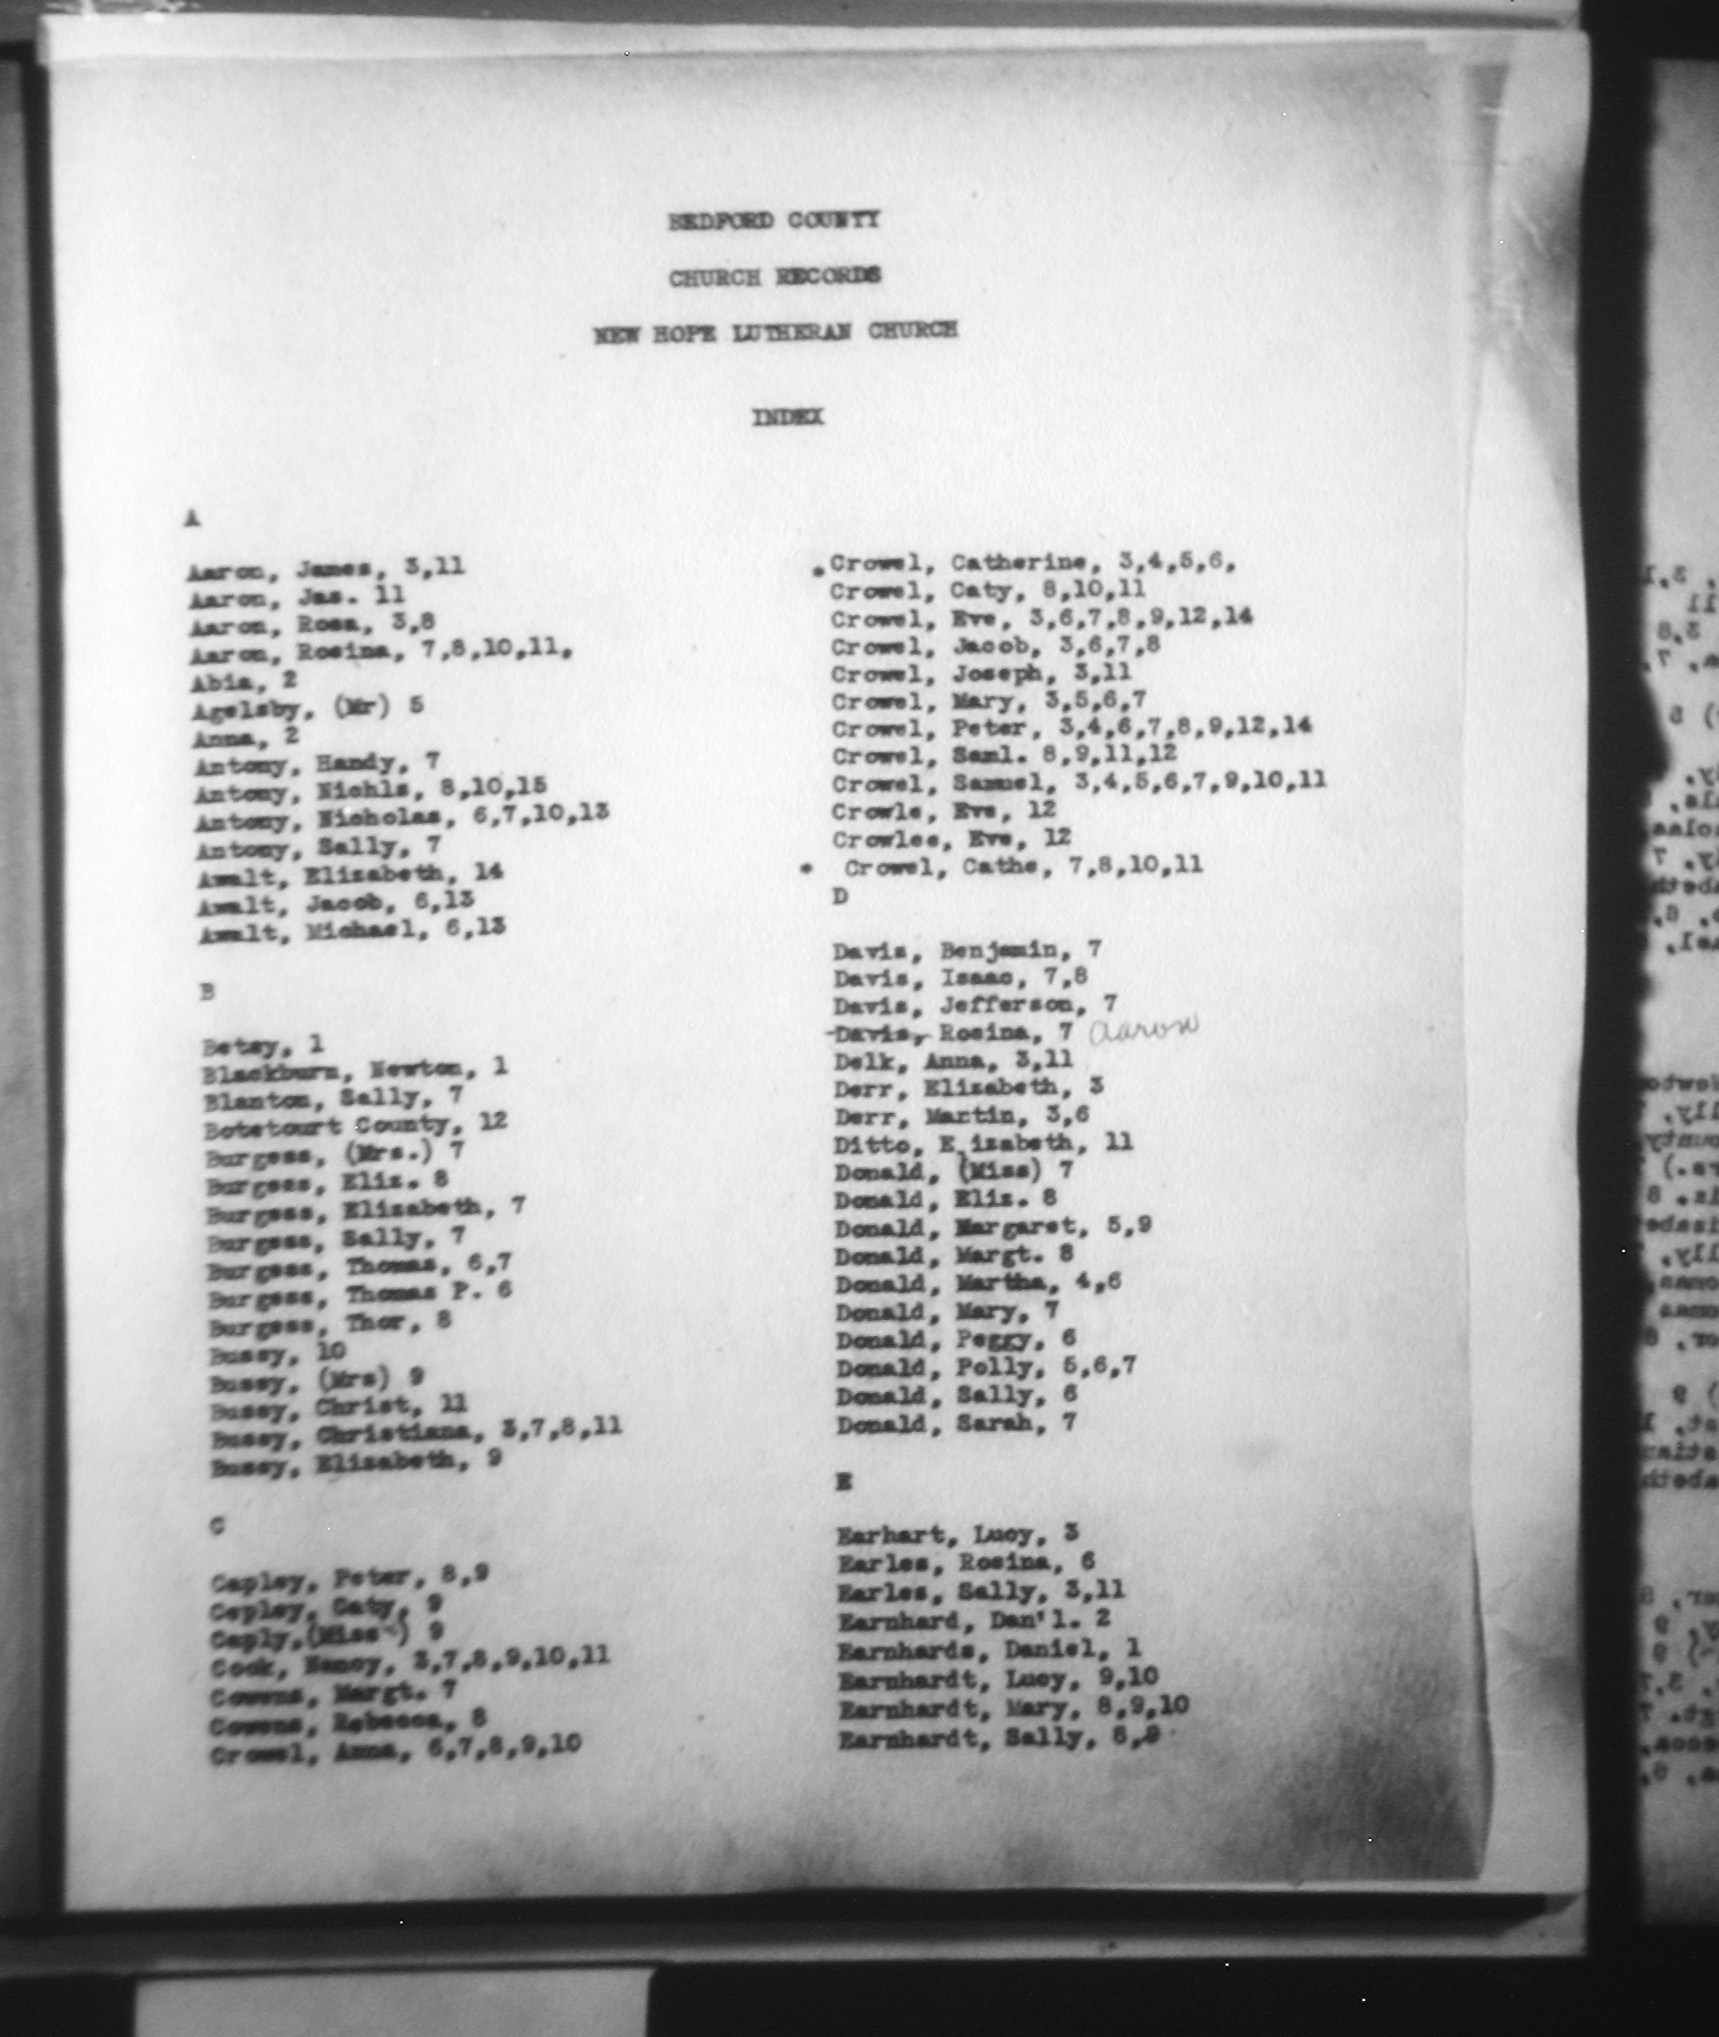 BEDFORD COUNTY
CHURCH RECORDS
NEW HOPE LUTHERAN CHURCH
INDEX
A
Aaron, James, 3,11
Aaron, Jas. 11
Aaron, Rosa, 3,8
Aaron, Rosina, 7,8,10,11,
Abia, 2
Agelsby, (Mr) 5
Anna, 2
Antony, Handy, 7
Antony, Nichls, 8,10,15
Antony, Nicholas, 6,7,10,13
Antony, Sally, 7
Awalt, Elizabeth, 14
Awalt, Jacob, 6,13
Awalt, Michael, 6,13
B
Betsy, 1
Blackburn, Newton, 1
Blanton, Sally, 7
Botetourt County, 12
Burgess, (Mrs.) 7
Burgess, Eliz. 8
Burgess, Elizabeth, 7
Burgess, Sally, 7
Burgess, Thomas, 6,7
Burgess, Thomas P. 6
Burgess, Thor, 8
Bussy, 10
Bussy, (Mrs) 9
Bussy, Christ, 11
Bussy, Christiana, 3,7,8,11
Bussy, Elizabeth, 9
C
Capley, Peter, 8,9
Cepley, Caty, 9
Caply,(Miss ) 9
Cook, Nancy, 3,7,8,9,10,11
Cowens, Margt. 7
Cowens, Rebecca, 8
Crowel, Anna, 6,7,8,9,10
Crowel, Catherine, 3,4,5,6,
Crowel, Caty, 8,10,11
Crowel, Eve, 3,6,7,8,9,12,14
Crowel, Jacob, 3,6,7,8
Crowel, Joseph, 3,11
Crowel, Mary, 3,5,6,7
Crowel, Peter, 3,4,6,7,8,9,12,14
Crowel, Saml. 8,9,11,12
Crowel, Samuel, 3,4,5,6,7,9,10,11
Crowle, Eve, 12
Crowlee, Eve, 12
* Crowel, Cathe, 7,8,10,11
D
Davis, Benjamin, 7
Davis, Isaac, 7,8
Davis, Jefferson, 7
Davis, Rosina, 7 Aaron
Delk, Anna, 3,11
Derr, Elizabeth, 3
Derr, Martin, 3,6
Ditto, E izabeth, 11
Donald, (Miss) 7
Donald, Eliz. 8
Donald, Margaret, 5,9
Donald, Margt. 8
Donald, Martha, 4,6
Donald, Mary, 7
Donald, Peggy, 6
Donald, Polly, 5,6,7
Donald, Sally, 6
Donald, Sarah, 7
E
Earhart, Lucy, 3
Earles, Rosina, 6
Earles, Sally, 3,11
Earnhard, Dan'l. 2
Earnhards, Daniel, 1
Earnhardt, Lucy, 9,10
Earnhardt, Mary, 8,9,10
Earnhardt, Sally, 8,9